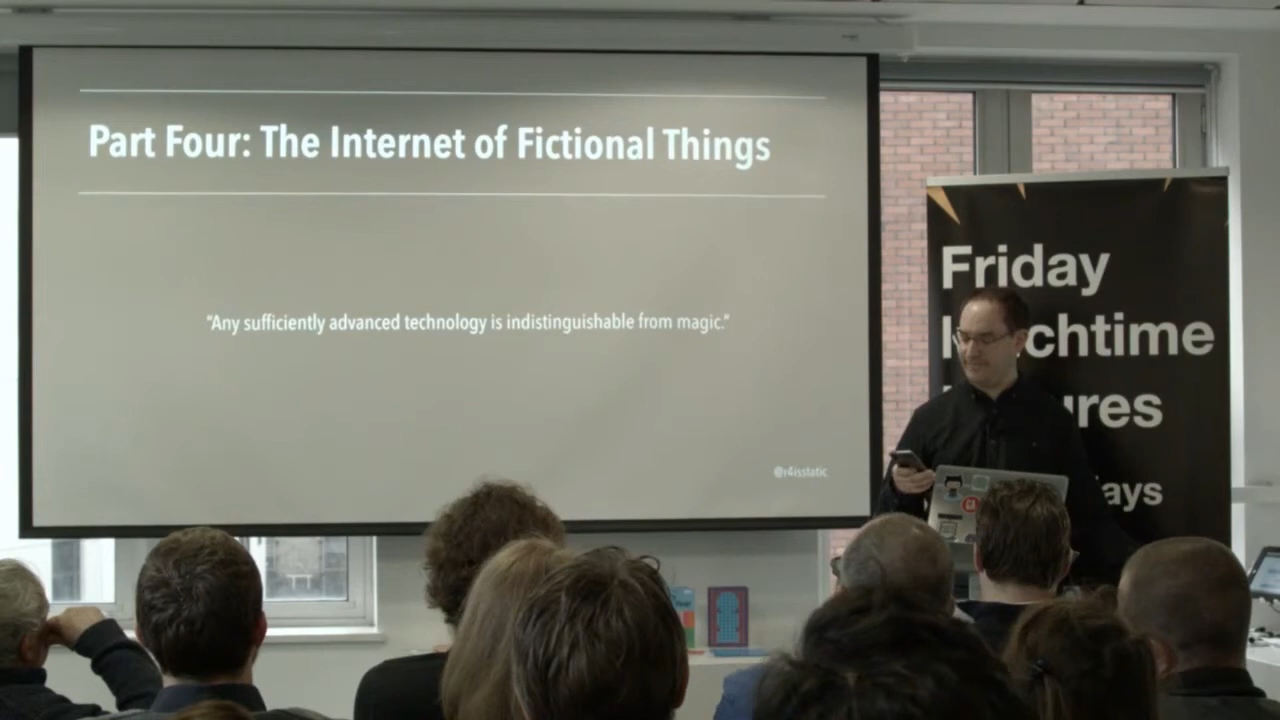 Part Four: The Internet of Fictional Things
“Any sufficiently advanced technology is indistinguishable from magic.”
@r4isstatic
Friday
chtime
ures
ays